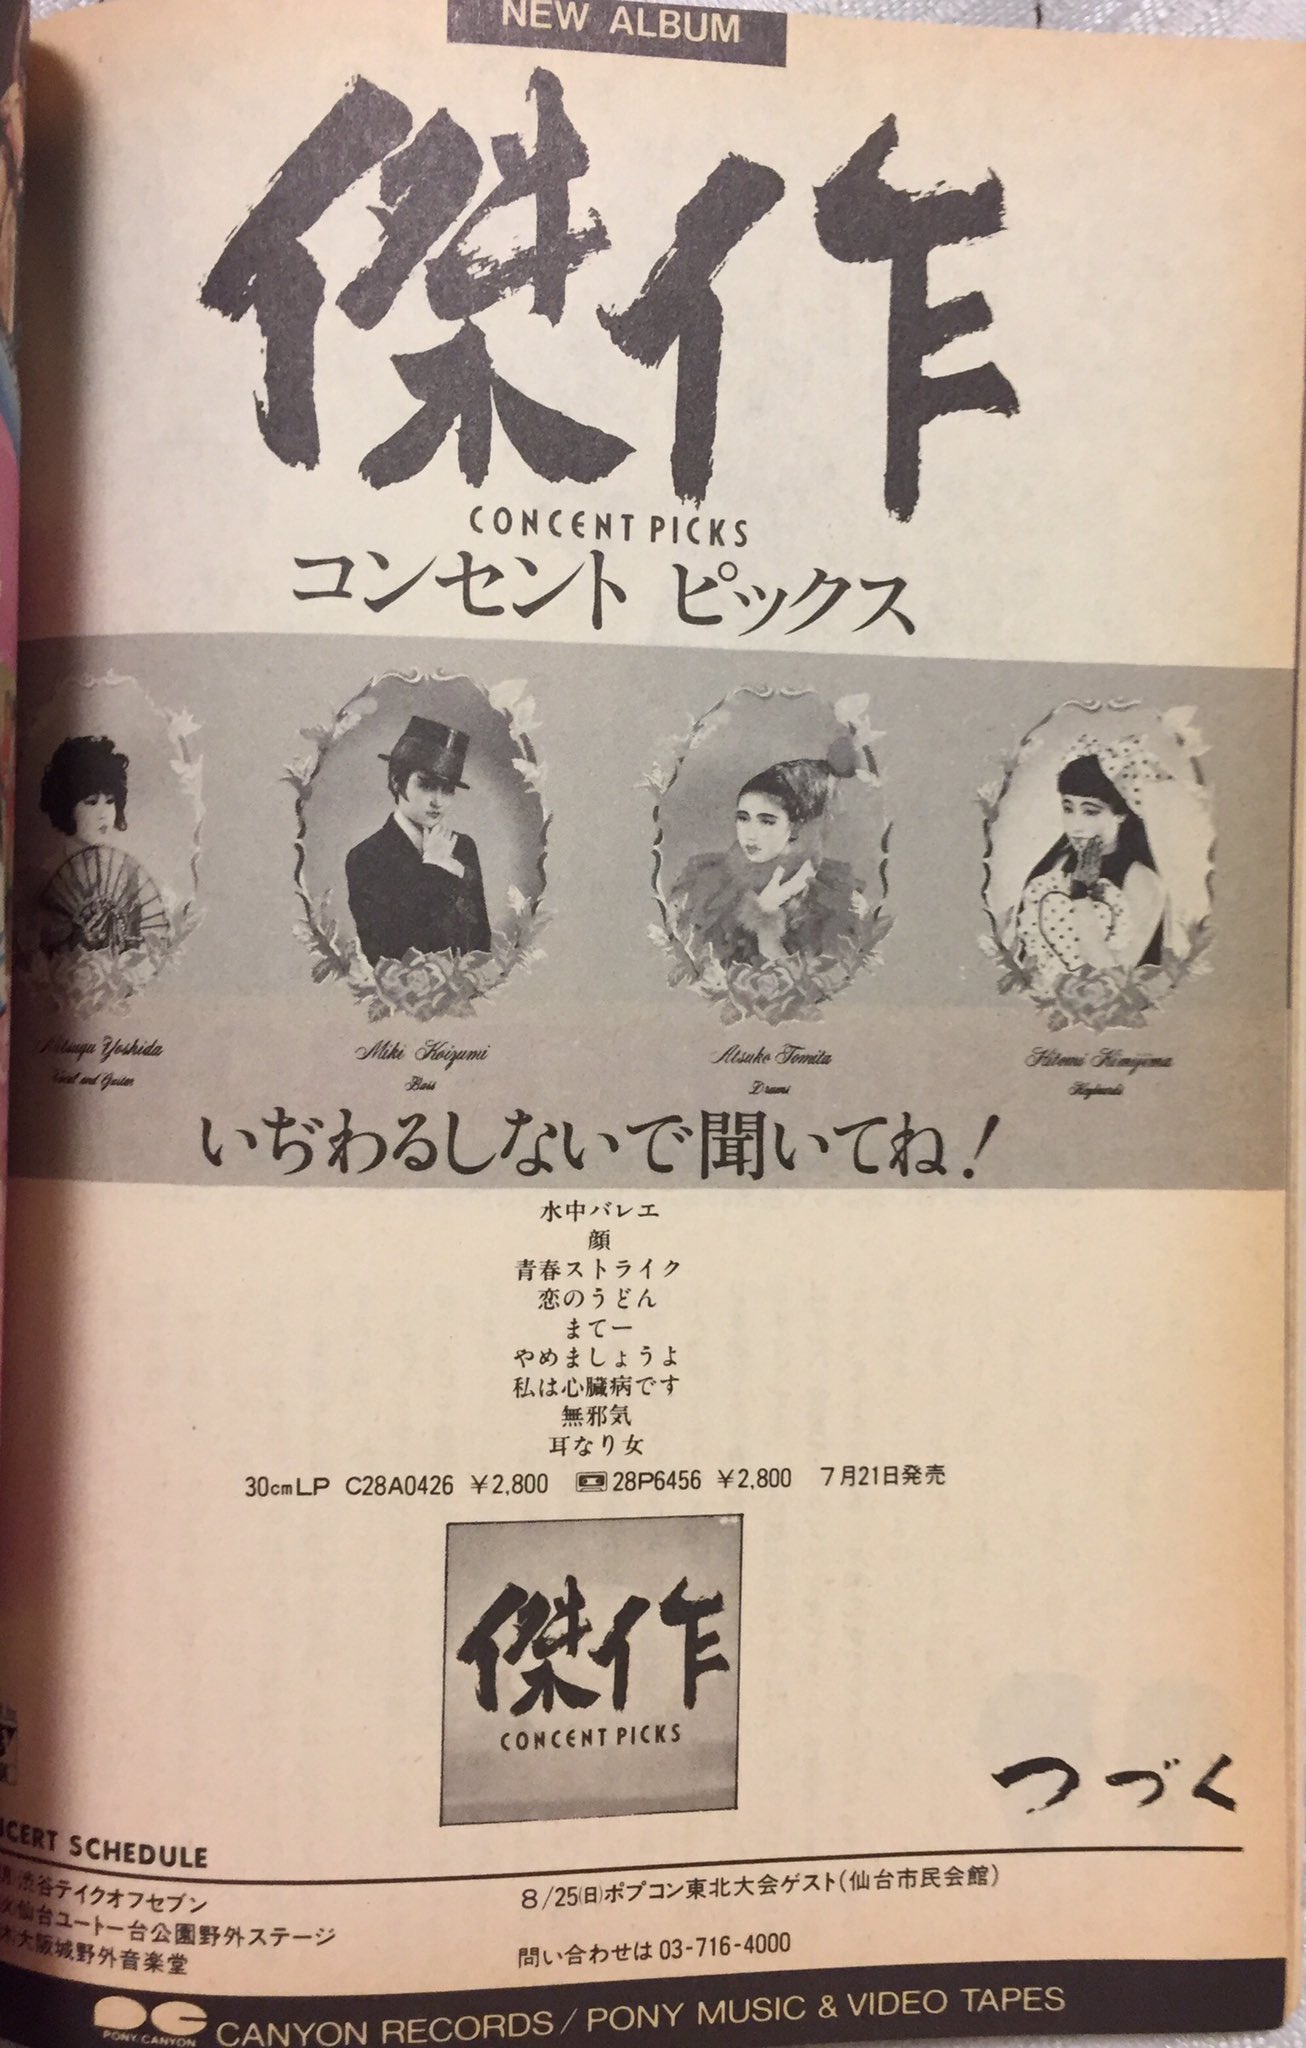 NEW ALBUM
傑作
CONCENT PICKS
コンセント ピックス
Yoshida
Miki Koizumi
Atsuko Tomita
Hitomi
Vocal and Guitar
Bass
Drums
Keyboards
いぢわるしないで聞いてね!
水中バレエ
顔
青春ストライク
恋のうどん
まてー
やめましょうよ
私は心臓病です
無邪気
耳なり女
30cmLP C28A0426 ¥2,800 28P6456 ¥2,800 7月21日発売
傑作
CONCENT PICKS
つづく
SCHEDULE
渋谷テイクオフセブン
仙台ユートー台公園野外ステージ
大阪城野外音楽堂
8/25(日)ポプコン東北大会ゲスト(仙台市民会館)
問い合わせは 03-716-4000
PONY/CANYON
CANYON RECORDS / PONY MUSIC & VIDEO TAPES